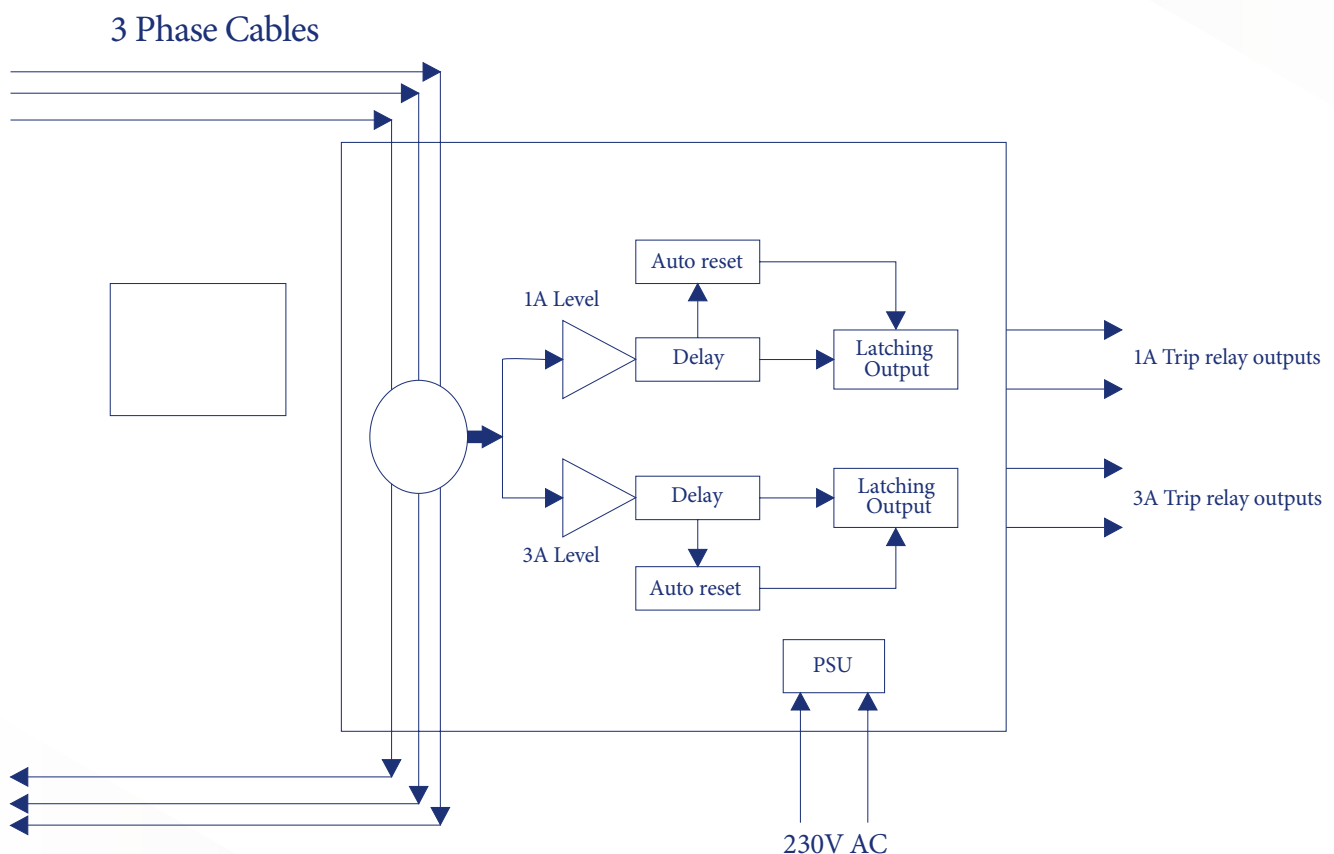 3 Phase Cables
Auto reset
1A Level
Delay
Latching
Output
1A Trip relay outputs
Delay
Latching
Output
3A Trip relay outputs
3A Level
Auto reset
PSU
230V AC